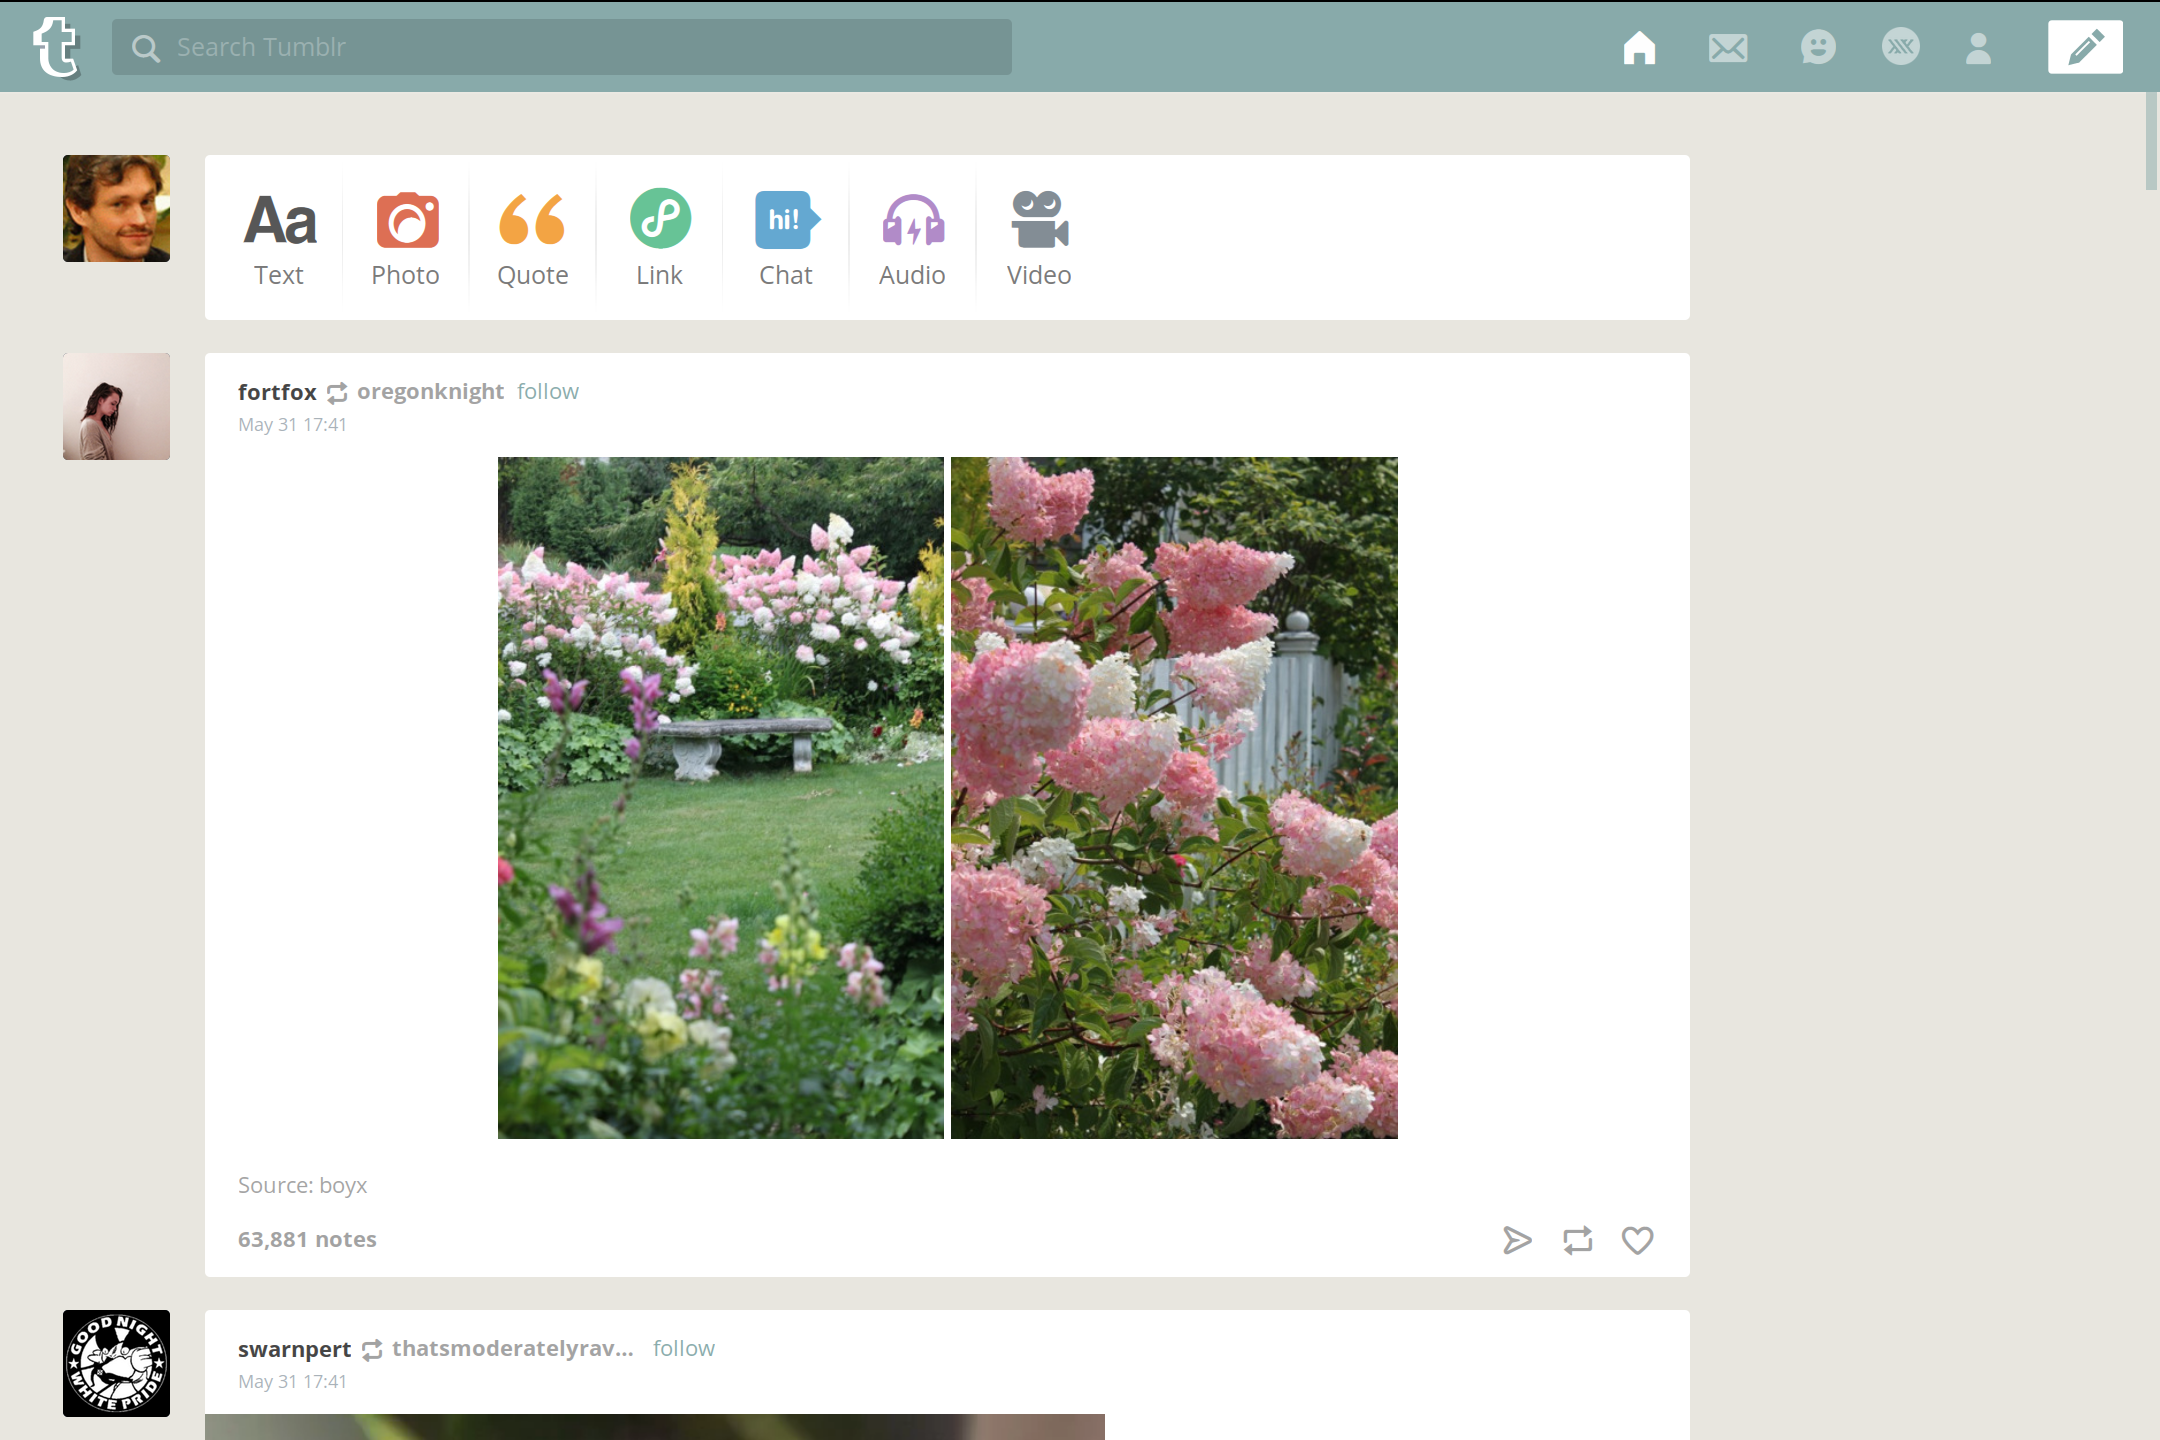 t
Search Tumblr
Aa
hi!
Text
Photo
Quote
Link
Chat
Audio
Video
fortfox oregonknight follow
May 31 17:41
Source: boyx
63,881 notes
GOOD NIGHT
WHITE PRIDE
swarnpert thatsmoderatelyrav... follow
May 31 17:41